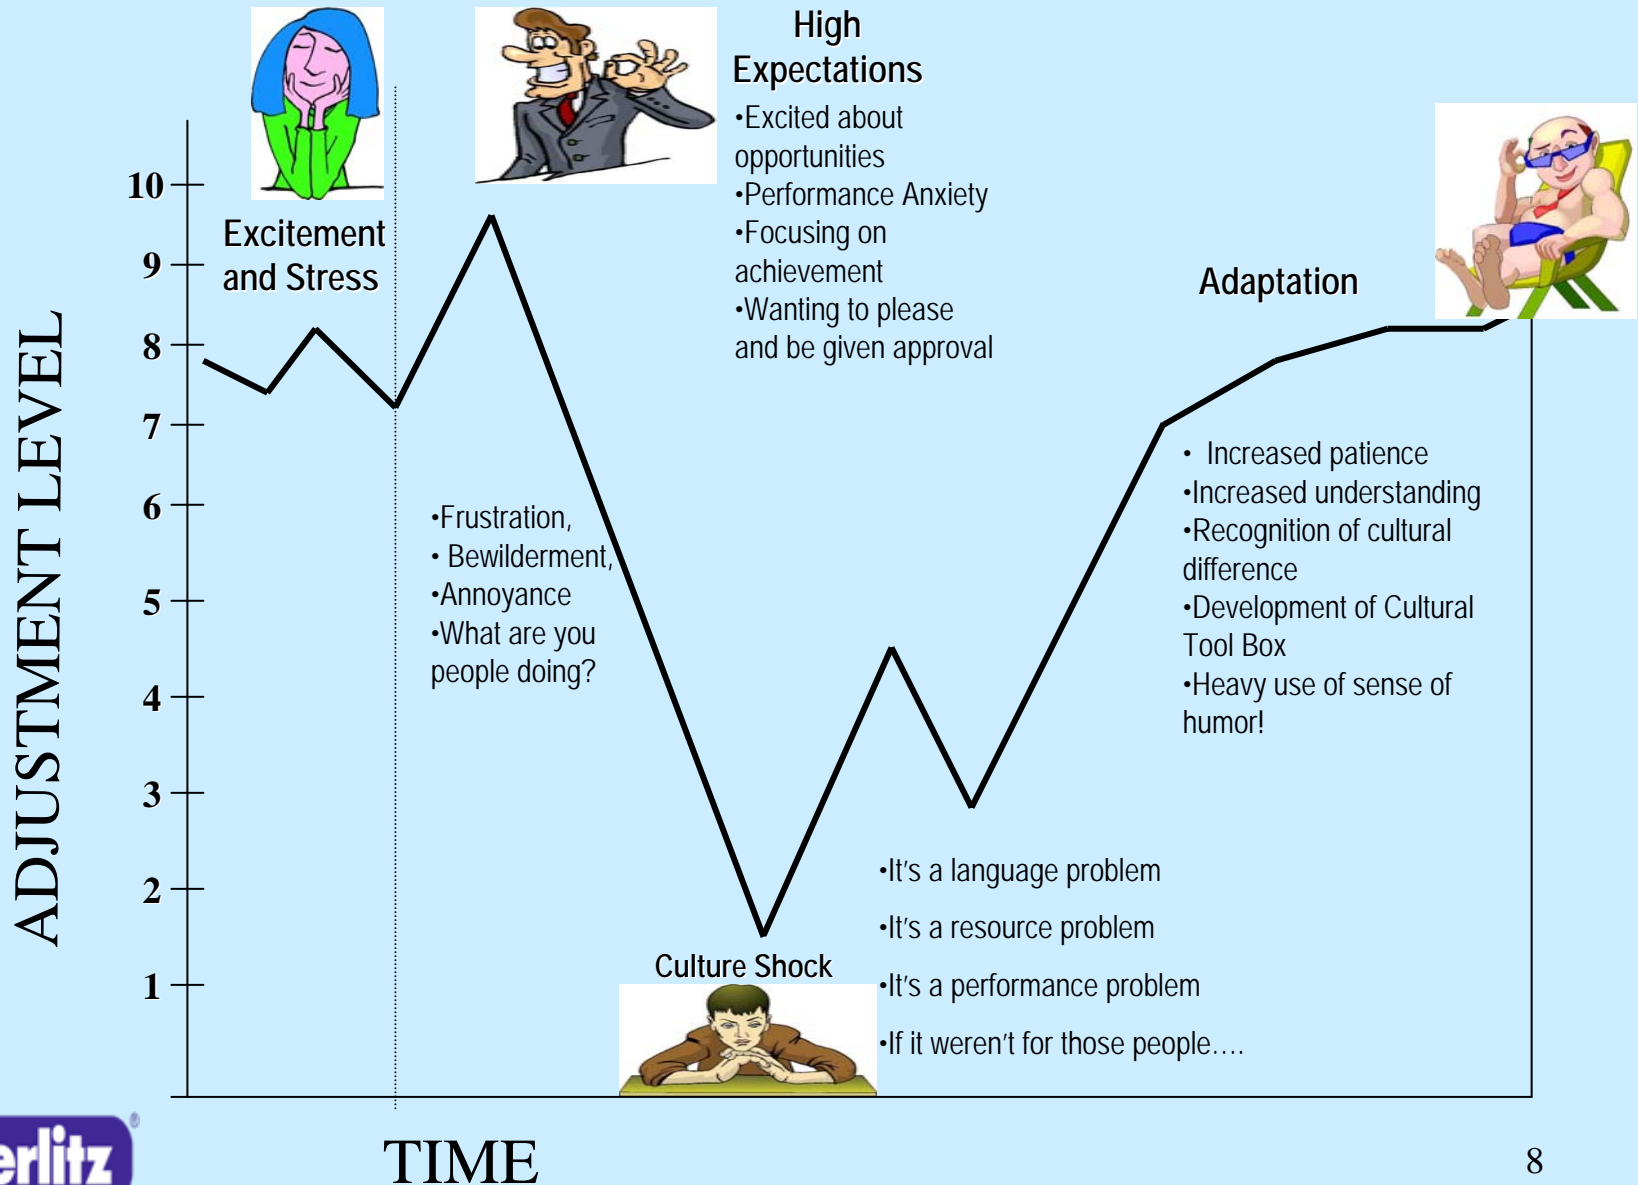 High
Expectations
•Excited about
opportunities
•Performance Anxiety
•Focusing on
achievement
•Wanting to please
and be given approval
Excitement
and Stress
Adaptation
ADJUSTMENT LEVEL
10
9
8
7
6
5
4
3
2
1
•Frustration,
• Bewilderment,
•Annoyance
•What are you
people doing?
• Increased patience
•Increased understanding
•Recognition of cultural
difference
•Development of Cultural
Tool Box
•Heavy use of sense of
humor!
Culture Shock
•It's a language problem
•It's a resource problem
•It's a performance problem
•If it weren't for those people….
erlitz ®
TIME
8